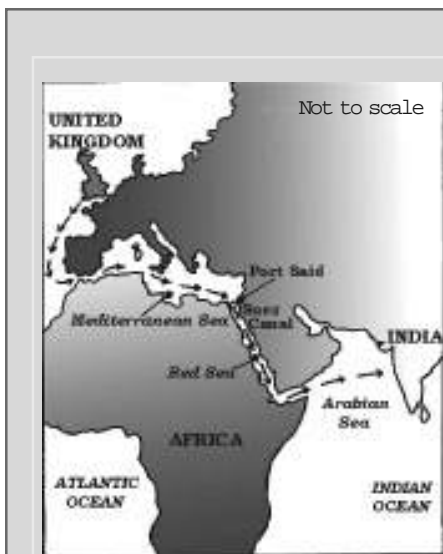 Not to scale
UNITED
KINGDOM
Port Said
Suez
Canal
Mediterranean Sea
INDIA
Red Sea
Arabian
Sea
AFRICA
ATLANTIC
OCEAN
INDIAN
OCEAN